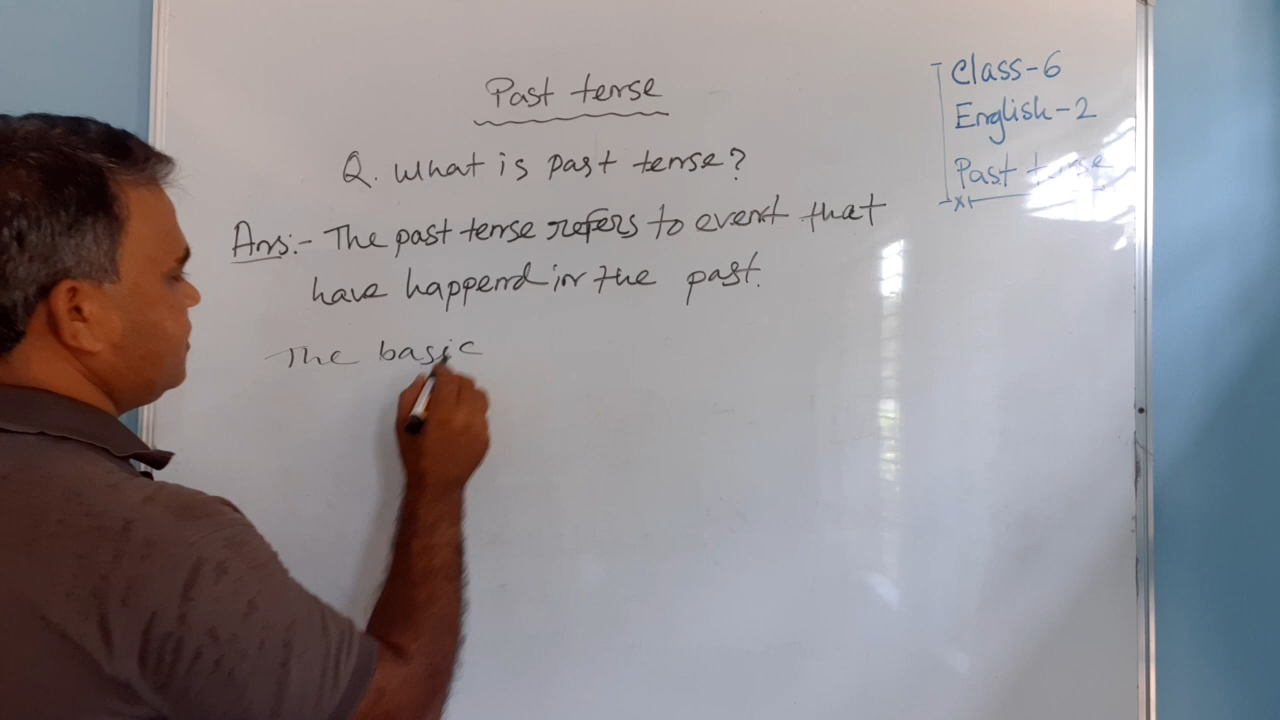 Past tense
Q. What is past tense?
Ans:- The past tense refers to event that
have happend in the past.
The basic
Class-6
English-2
Past tense